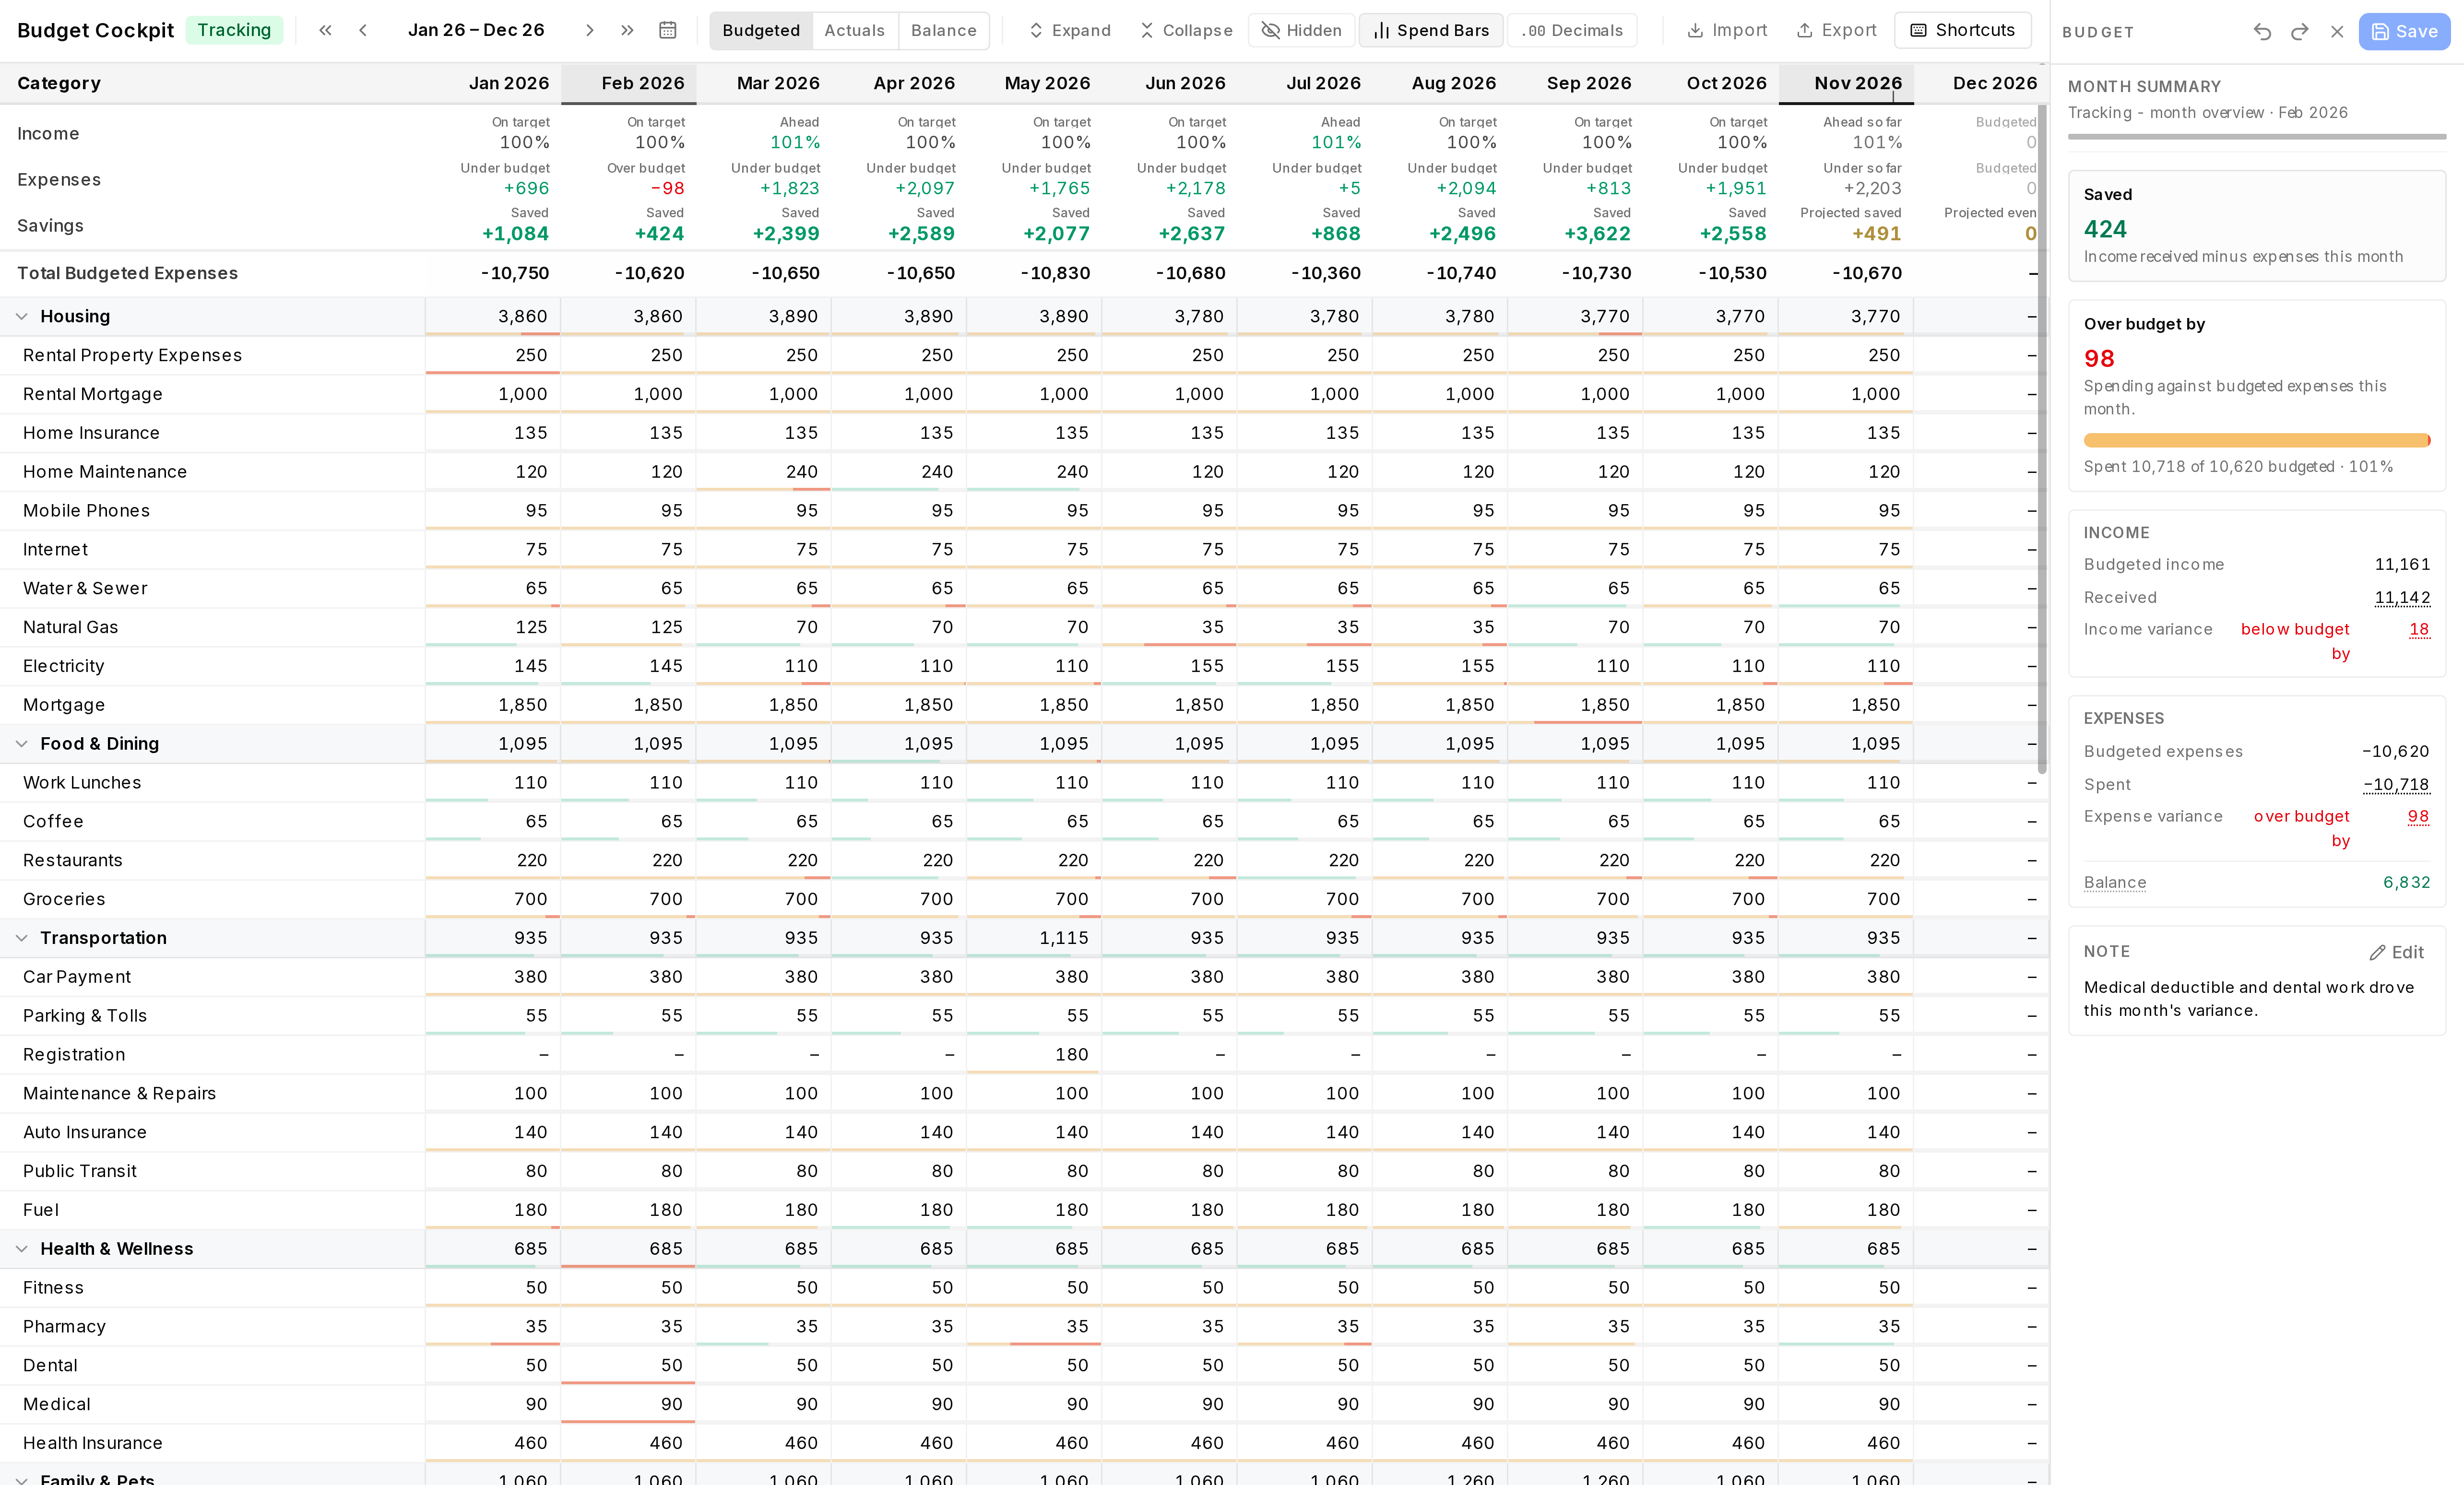 Budget Cockpit Tracking Jan 26 – Dec 26 Budgeted Actuals Balance Expand Collapse Hidden Spend Bars .00 Decimals Import Export Shortcuts
BUDGET Save
Category Jan 2026 Feb 2026 Mar 2026 Apr 2026 May 2026 Jun 2026 Jul 2026 Aug 2026 Sep 2026 Oct 2026 Nov 2026 Dec 2026
On target On target Ahead On target On target On target Ahead On target On target On target Ahead so far Budgeted
Income 100% 100% 101% 100% 100% 100% 101% 100% 100% 100% 101% 0
Under budget Over budget Under budget Under budget Under budget Under budget Under budget Under budget Under budget Under budget Under so far Budgeted
Expenses +696 −98 +1,823 +2,097 +1,765 +2,178 +5 +2,094 +813 +1,951 +2,203 0
Saved Saved Saved Saved Saved Saved Saved Saved Saved Saved Projected saved Projected even
Savings +1,084 +424 +2,399 +2,589 +2,077 +2,637 +868 +2,496 +3,622 +2,558 +491 0
Total Budgeted Expenses -10,750 -10,620 -10,650 -10,650 -10,830 -10,680 -10,360 -10,740 -10,730 -10,530 -10,670 –
Housing 3,860 3,860 3,890 3,890 3,890 3,780 3,780 3,780 3,770 3,770 3,770 –
Rental Property Expenses 250 250 250 250 250 250 250 250 250 250 250 –
Rental Mortgage 1,000 1,000 1,000 1,000 1,000 1,000 1,000 1,000 1,000 1,000 1,000 –
Home Insurance 135 135 135 135 135 135 135 135 135 135 135 –
Home Maintenance 120 120 240 240 240 120 120 120 120 120 120 –
Mobile Phones 95 95 95 95 95 95 95 95 95 95 95 –
Internet 75 75 75 75 75 75 75 75 75 75 75 –
Water & Sewer 65 65 65 65 65 65 65 65 65 65 65 –
Natural Gas 125 125 70 70 70 35 35 35 70 70 70 –
Electricity 145 145 110 110 110 155 155 155 110 110 110 –
Mortgage 1,850 1,850 1,850 1,850 1,850 1,850 1,850 1,850 1,850 1,850 1,850 –
Food & Dining 1,095 1,095 1,095 1,095 1,095 1,095 1,095 1,095 1,095 1,095 1,095 –
Work Lunches 110 110 110 110 110 110 110 110 110 110 110 –
Coffee 65 65 65 65 65 65 65 65 65 65 65 –
Restaurants 220 220 220 220 220 220 220 220 220 220 220 –
Groceries 700 700 700 700 700 700 700 700 700 700 700 –
Transportation 935 935 935 935 1,115 935 935 935 935 935 935 –
Car Payment 380 380 380 380 380 380 380 380 380 380 380 –
Parking & Tolls 55 55 55 55 55 55 55 55 55 55 55 –
Registration – – – – 180 – – – – – – –
Maintenance & Repairs 100 100 100 100 100 100 100 100 100 100 100 –
Auto Insurance 140 140 140 140 140 140 140 140 140 140 140 –
Public Transit 80 80 80 80 80 80 80 80 80 80 80 –
Fuel 180 180 180 180 180 180 180 180 180 180 180 –
Health & Wellness 685 685 685 685 685 685 685 685 685 685 685 –
Fitness 50 50 50 50 50 50 50 50 50 50 50 –
Pharmacy 35 35 35 35 35 35 35 35 35 35 35 –
Dental 50 50 50 50 50 50 50 50 50 50 50 –
Medical 90 90 90 90 90 90 90 90 90 90 90 –
Health Insurance 460 460 460 460 460 460 460 460 460 460 460 –
Family & Pets 1,060 1,060 1,060 1,060 1,060 1,060 1,060 1,260 1,260 1,060 1,060 –
MONTH SUMMARY
Tracking - month overview · Feb 2026
Saved
424
Income received minus expenses this month
Over budget by
98
Spending against budgeted expenses this
month.
Spent 10,718 of 10,620 budgeted · 101%
INCOME
Budgeted income 11,161
Received 11,142
Income variance below budget 18
by
EXPENSES
Budgeted expenses −10,620
Spent −10,718
Expense variance over budget 98
by
Balance 6,832
NOTE Edit
Medical deductible and dental work drove
this month's variance.